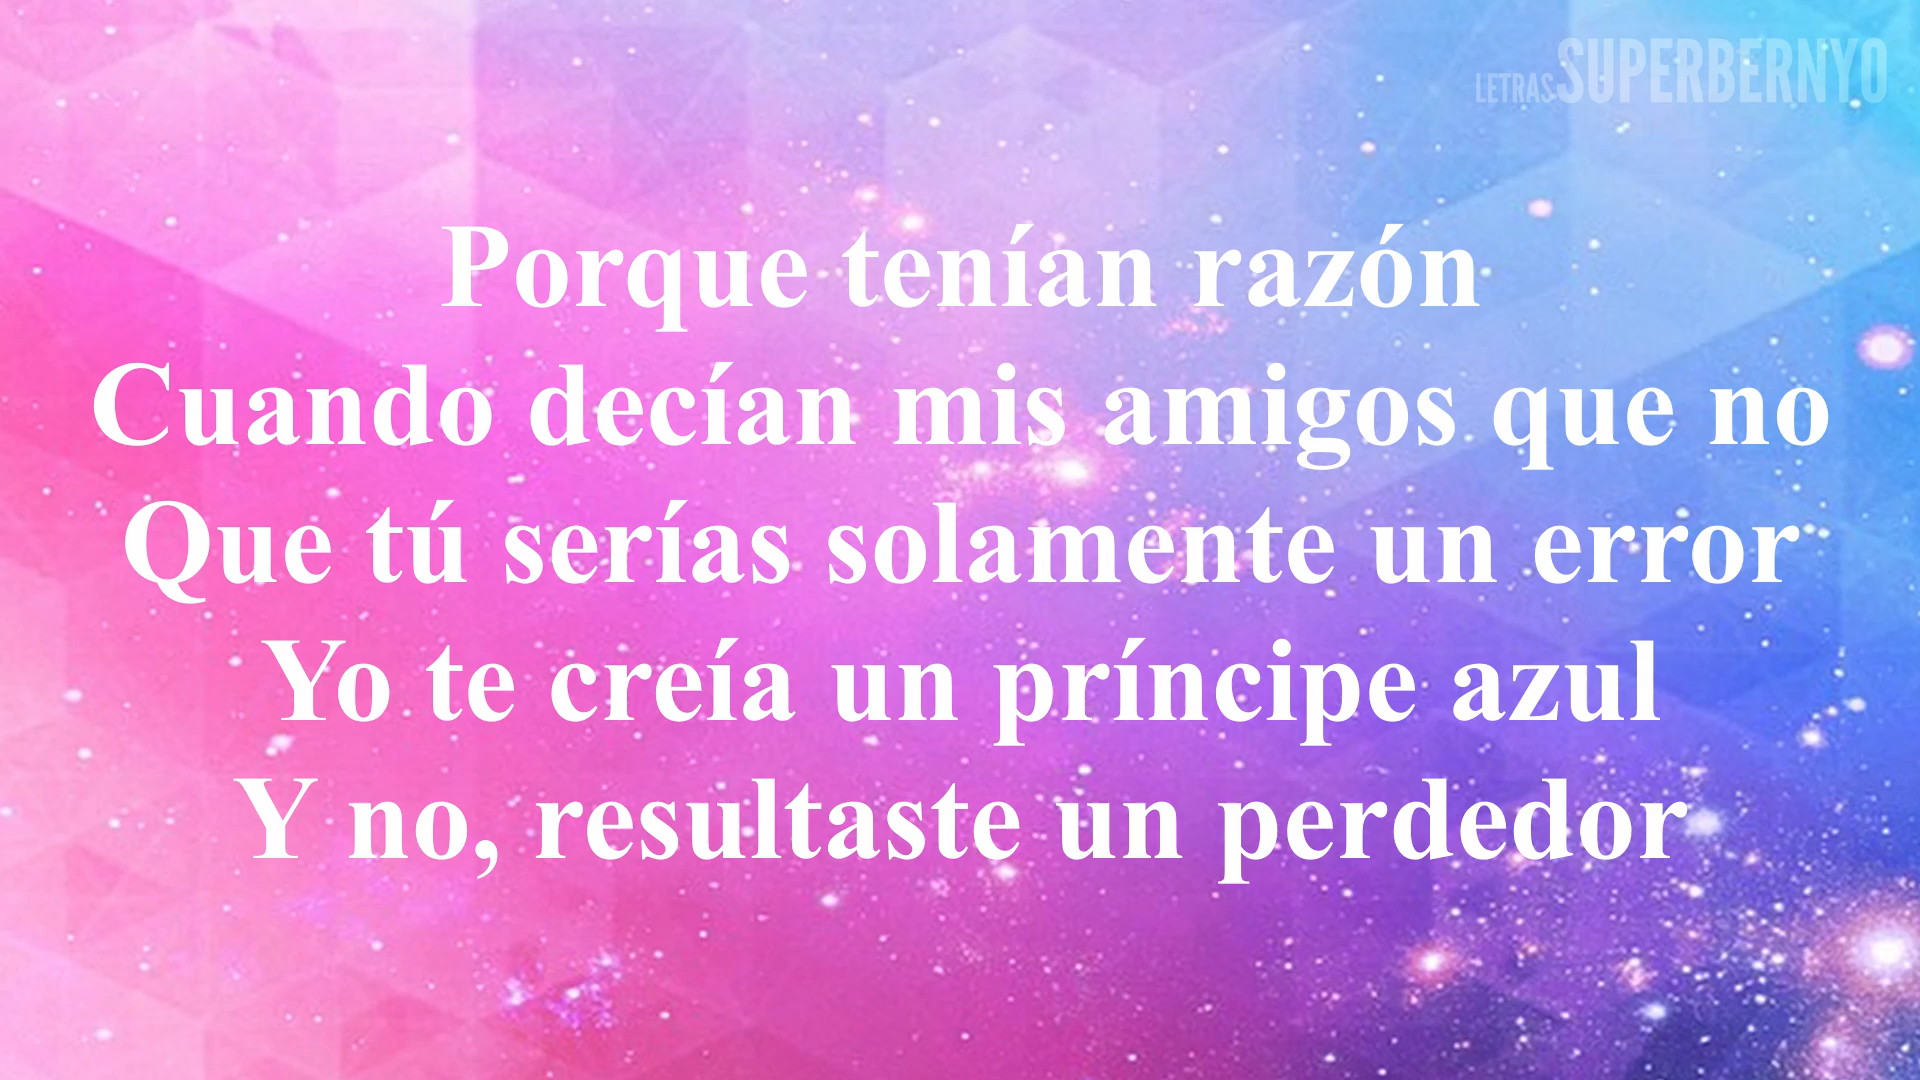 LETRAS SUPERBERNYO
Porque tenían razón
Cuando decían mis amigos que no
Que tú serías solamente un error
Yo te creía un príncipe azul
Y no, resultaste un perdedor